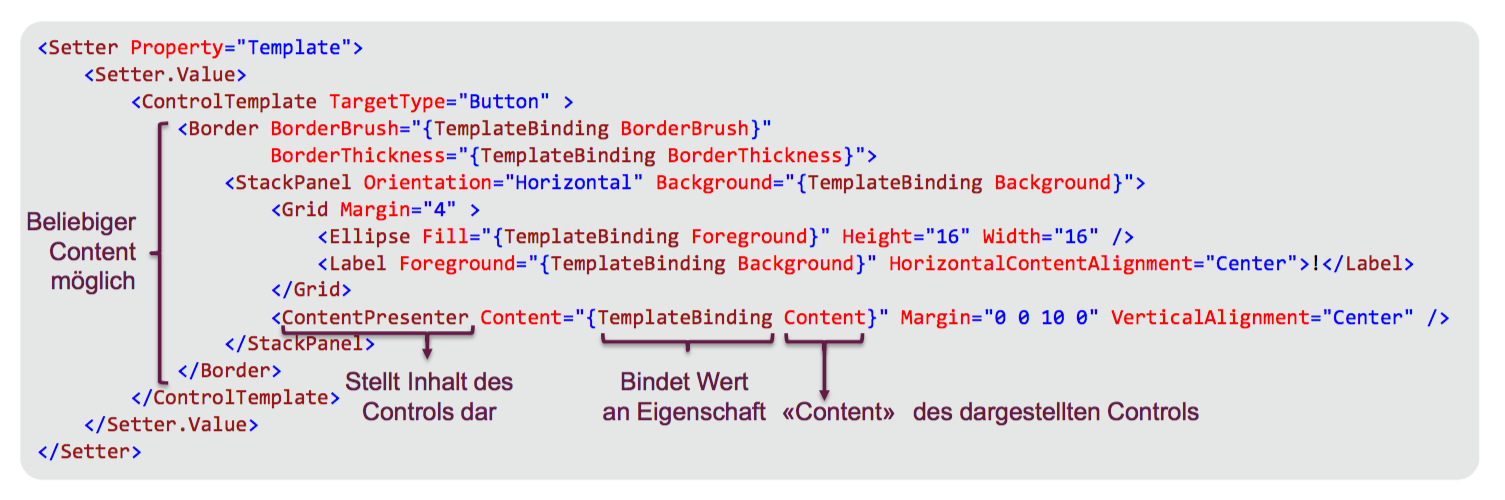 <Setter Property="Template">
<Setter.Value>
<ControlTemplate TargetType="Button" >
<Border BorderBrush="{TemplateBinding BorderBrush}"
BorderThickness="{TemplateBinding BorderThickness}">
<StackPanel Orientation="Horizontal" Background="{TemplateBinding Background}">
<Grid Margin="4" >
<Ellipse Fill="{TemplateBinding Foreground}" Height="16" Width="16" />
<Label Foreground="{TemplateBinding Background}" HorizontalContentAlignment="Center">!</Label>
</Grid>
<ContentPresenter Content="{TemplateBinding Content}" Margin="0 0 10 0" VerticalAlignment="Center" />
</StackPanel>
</Border>
</ControlTemplate>
</Setter.Value>
</Setter>
Beliebiger
Content
möglich
Stellt Inhalt des
Controls dar
Bindet Wert
an Eigenschaft «Content» des dargestellten Controls